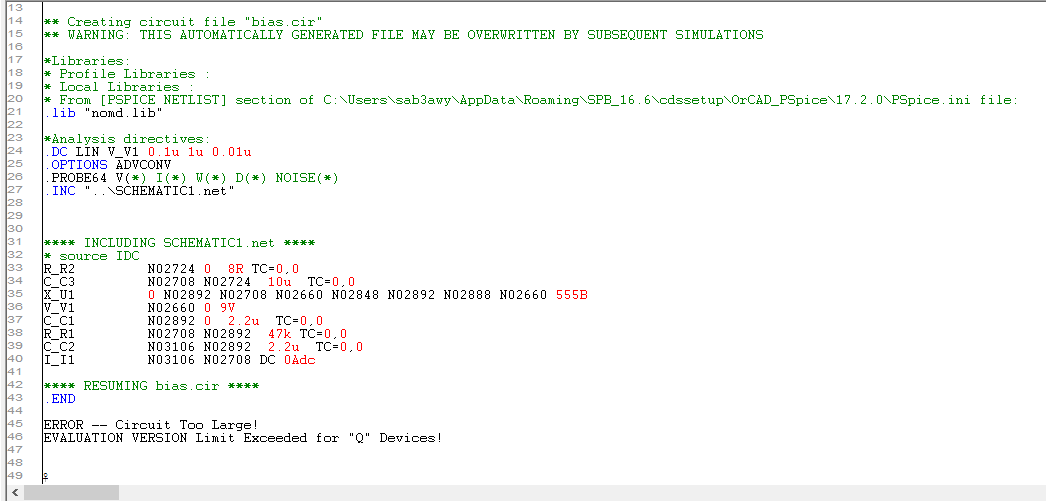 13
14 ** Creating circuit file "bias.cir"
15 ** WARNING: THIS AUTOMATICALLY GENERATED FILE MAY BE OVERWRITTEN BY SUBSEQUENT SIMULATIONS
16
17 *Libraries:
18 * Profile Libraries :
19 * Local Libraries :
20 * From [PSPICE NETLIST] section of C:\Users\sab3awy\AppData\Roaming\SPB_16.6\cdssetup\OrCAD_PSpice\17.2.0\PSpice.ini file:
21 .lib "nomd.lib"
22
23 *Analysis directives:
24 .DC LIN V_V1 0.1u 1u 0.01u
25 .OPTIONS ADVCONV
26 .PROBE64 V(*) I(*) W(*) D(*) NOISE(*)
27 .INC "..\SCHEMATIC1.net"
28
29
30
31 **** INCLUDING SCHEMATIC1.net ****
32 * source IDC
33 R_R2 N02724 0 8R TC=0,0
34 C_C3 N02708 N02724 10u TC=0,0
35 X_U1 0 N02892 N02708 N02660 N02848 N02892 N02888 N02660 555B
36 V_V1 N02660 0 9V
37 C_C1 N02892 0 2.2u TC=0,0
38 R_R1 N02708 N02892 47k TC=0,0
39 C_C2 N03106 N02892 2.2u TC=0,0
40 I_I1 N03106 N02708 DC 0Adc
41
42 **** RESUMING bias.cir ****
43 .END
44
45 ERROR -- Circuit Too Large!
46 EVALUATION VERSION Limit Exceeded for "Q" Devices!
47
48
49